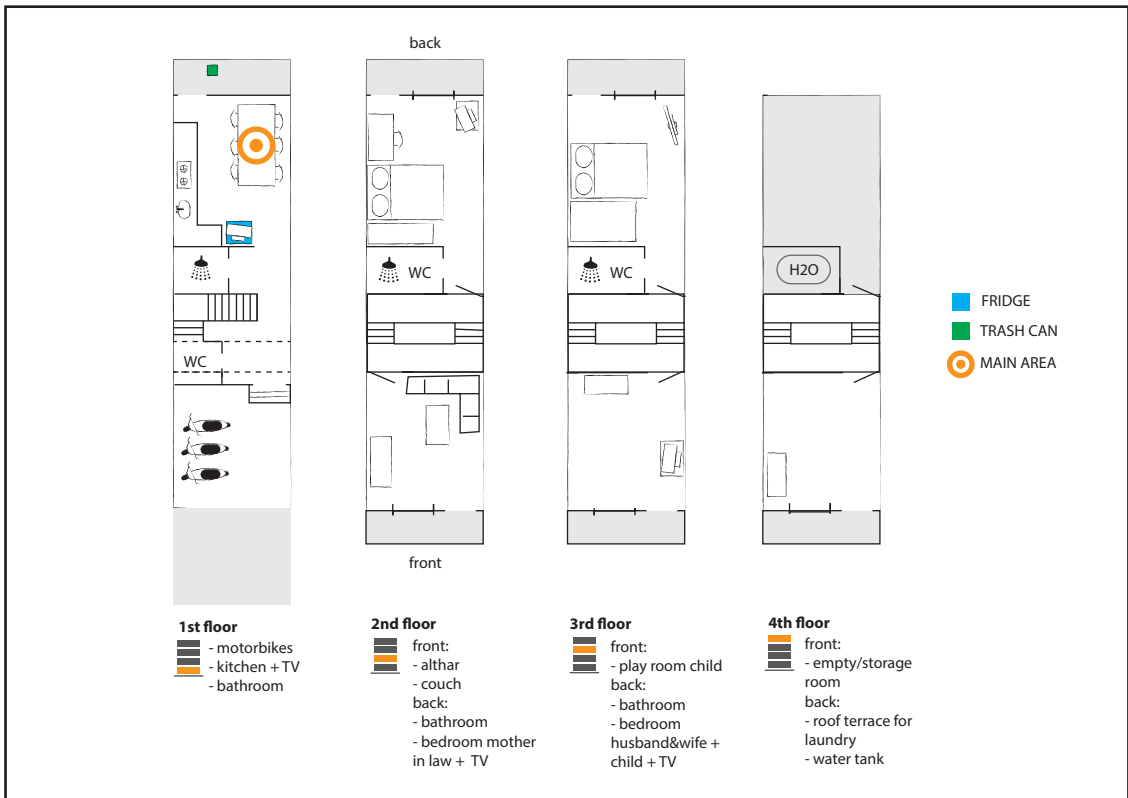 back
WC
WC
H2O
WC
FRIDGE
TRASH CAN
MAIN AREA
front
1st floor
- motorbikes
- kitchen + TV
- bathroom
2nd floor
front:
- althar
- couch
back:
- bathroom
- bedroom mother
in law + TV
3rd floor
front:
- play room child
back:
- bathroom
- bedroom
husband&wife +
child + TV
4th floor
front:
- empty/storage
room
back:
- roof terrace for
laundry
- water tank